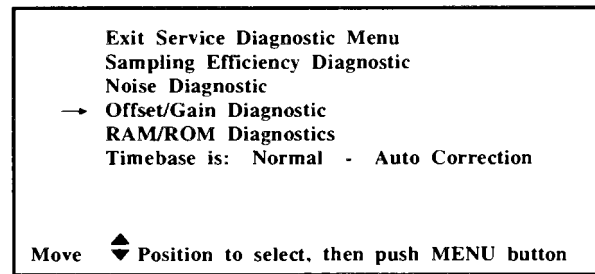 Exit Service Diagnostic Menu
Sampling Efficiency Diagnostic
Noise Diagnostic
→ Offset/Gain Diagnostic
RAM/ROM Diagnostics
Timebase is: Normal - Auto Correction
Move ▲▼ Position to select, then push MENU button